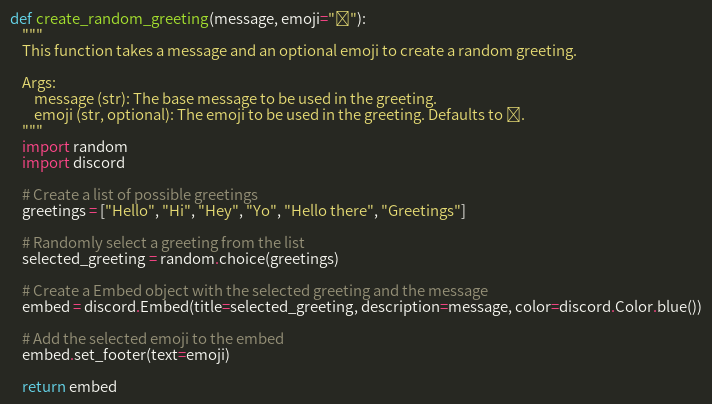 def create_random_greeting(message, emoji=""):
"""
This function takes a message and an optional emoji to create a random greeting.
Args:
message (str): The base message to be used in the greeting.
emoji (str, optional): The emoji to be used in the greeting. Defaults to .
"""
import random
import discord
# Create a list of possible greetings
greetings = ["Hello", "Hi", "Hey", "Yo", "Hello there", "Greetings"]
# Randomly select a greeting from the list
selected_greeting = random.choice(greetings)
# Create a Embed object with the selected greeting and the message
embed = discord.Embed(title=selected_greeting, description=message, color=discord.Color.blue())
# Add the selected emoji to the embed
embed.set_footer(text=emoji)
return embed